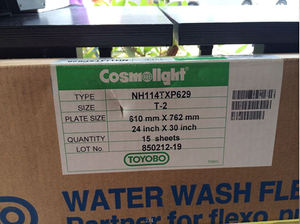 Cosmolight
TYPE NH114TXP629
SIZE T-2
PLATE SIZE 610 mm X 762 mm
24 inch X 30 inch
QUANTITY 15 sheets
LOT No. 850212-19
TOYOBO
WATER WASH FLE
Partner for flexo